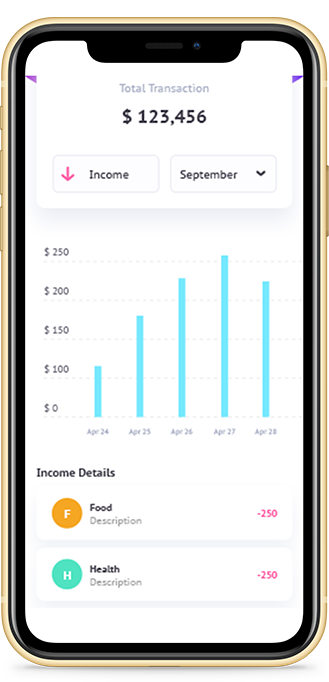 Total Transaction
$ 123,456
Income
September
$ 250
$ 200
$ 150
$ 100
$ 0
Apr 24 Apr 25 Apr 26 Apr 27 Apr 28
Income Details
F Food -250
Description
H Health -250
Description